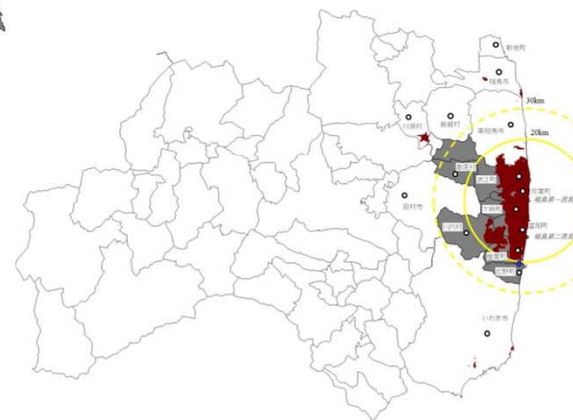 新地町
相馬市
30km
川俣村
飯舘村
南相馬市
20km
葛尾村
浪江町
双葉町
福島第一原発
田村市
大熊町
川内村
富岡町
福島第二原発
楢葉町
広野町
いわき市